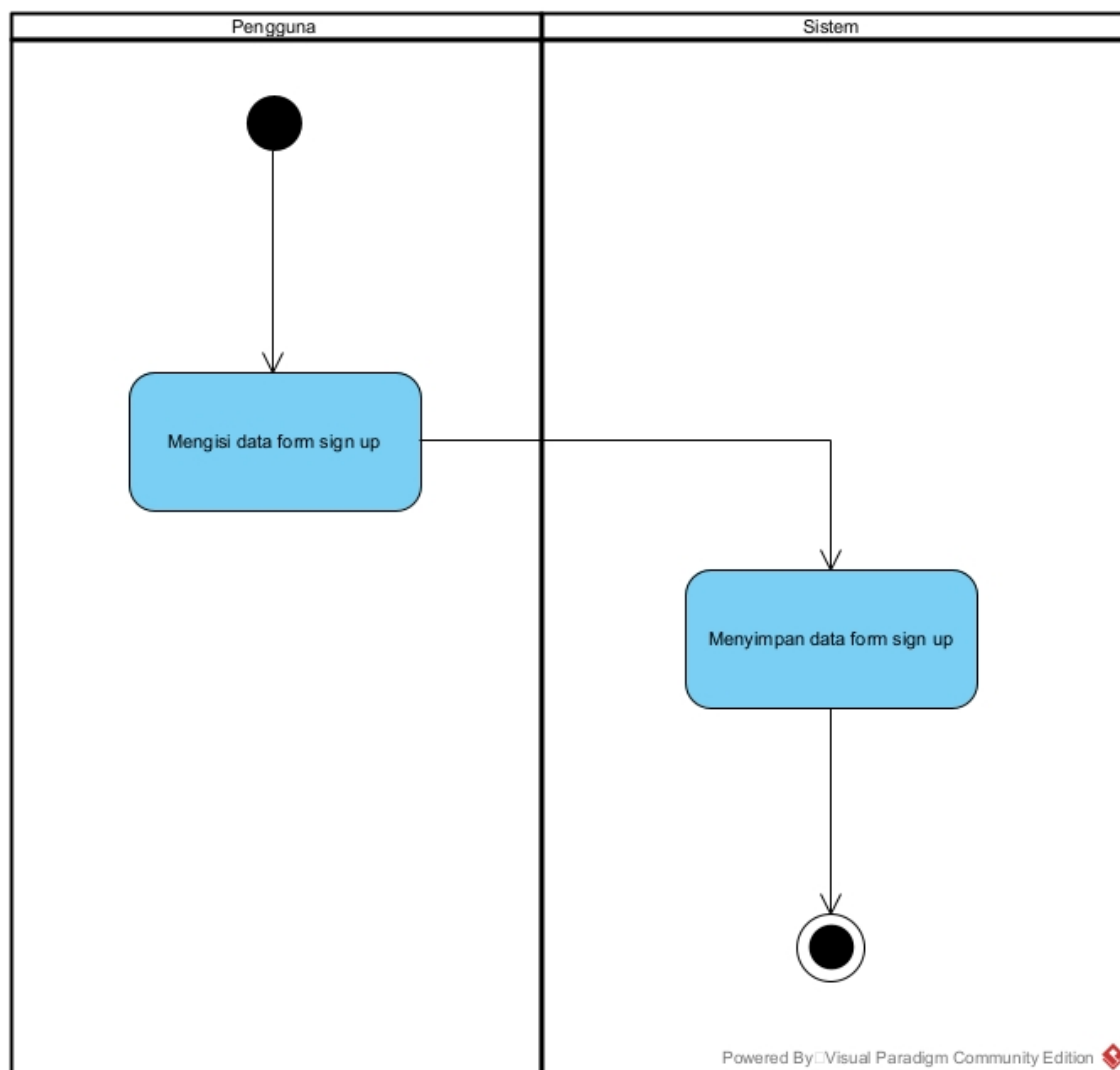 Pengguna
Sistem
Mengisi data form sign up
Menyimpan data form sign up
Powered By Visual Paradigm Community Edition